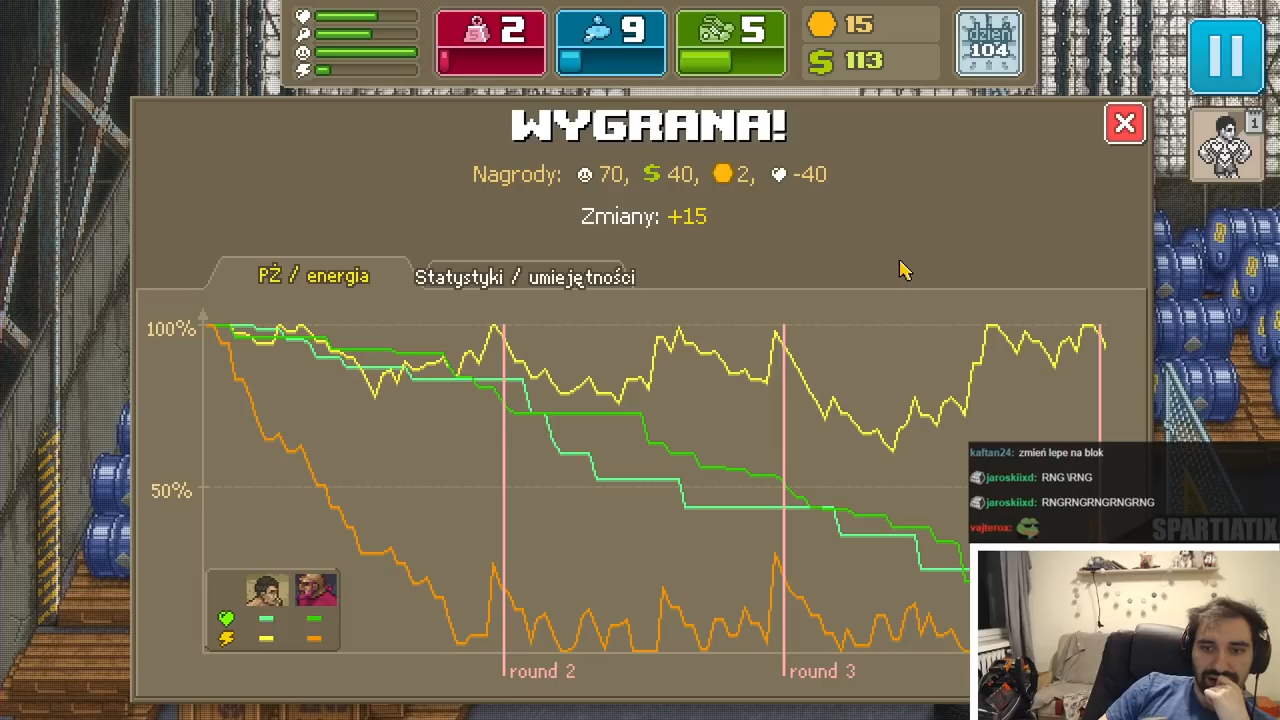 2
9
5
15
113
dzień
104
WYGRANA!
1
Nagrody: 70, $ 40, 2, -40
Zmiany: +15
PŻ / energia
Statystyki / umiejętności
100%
50%
round 2
round 3
kaftan24: zmień lepe na blok
jaroskiixd: RNG \RNG
jaroskiixd: RNGRNGRNGRNGRNG
vajterox:
SPARTIATIX